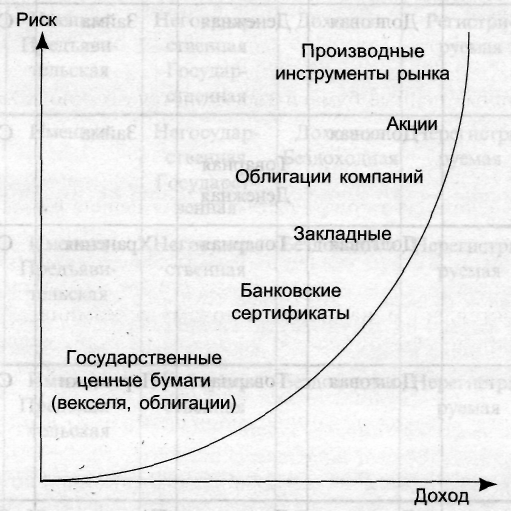 Риск
Производные
инструменты рынка
Акции
Облигации компаний
Закладные
Банковские
сертификаты
Государственные
ценные бумаги
(векселя, облигации)
Доход